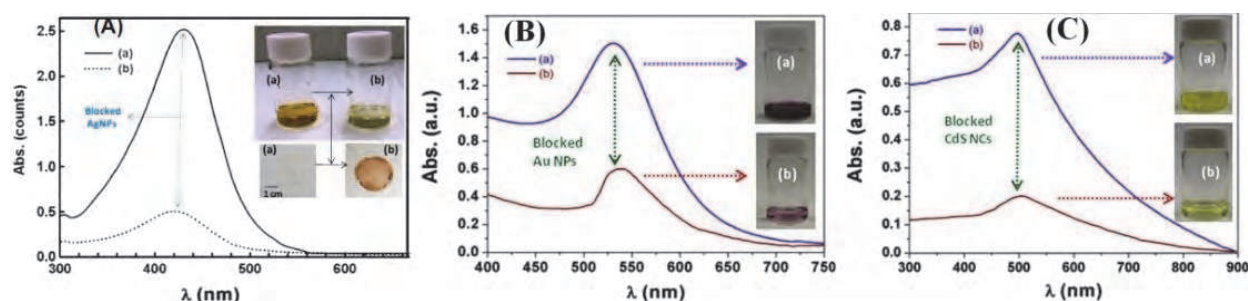 (A)
2.5
2.0
1.5
1.0
0.5
0.0
Abs. (counts)
(a)
(b)
Blocked
AgNPs
(a)
(b)
(a)
(b)
1 cm
300
400
500
600
λ (nm)
(B)
1.6
1.4
1.2
1.0
0.8
0.6
0.4
0.2
0.0
Abs. (a.u.)
(a)
(b)
Blocked
Au NPs
(a)
(b)
400
450
500
550
600
650
700
750
λ (nm)
(C)
0.8
0.7
0.6
0.5
0.4
0.3
0.2
0.1
0.0
Abs. (a.u.)
(a)
(b)
Blocked
CdS NCs
(a)
(b)
300
400
500
600
700
800
900
λ (nm)